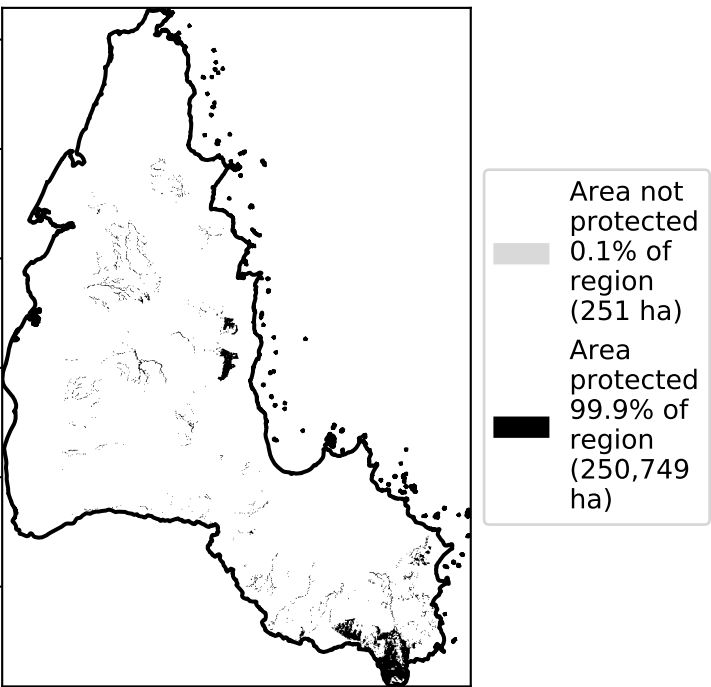 Area not
protected
0.1% of
region
(251 ha)
Area
protected
99.9% of
region
(250,749
ha)